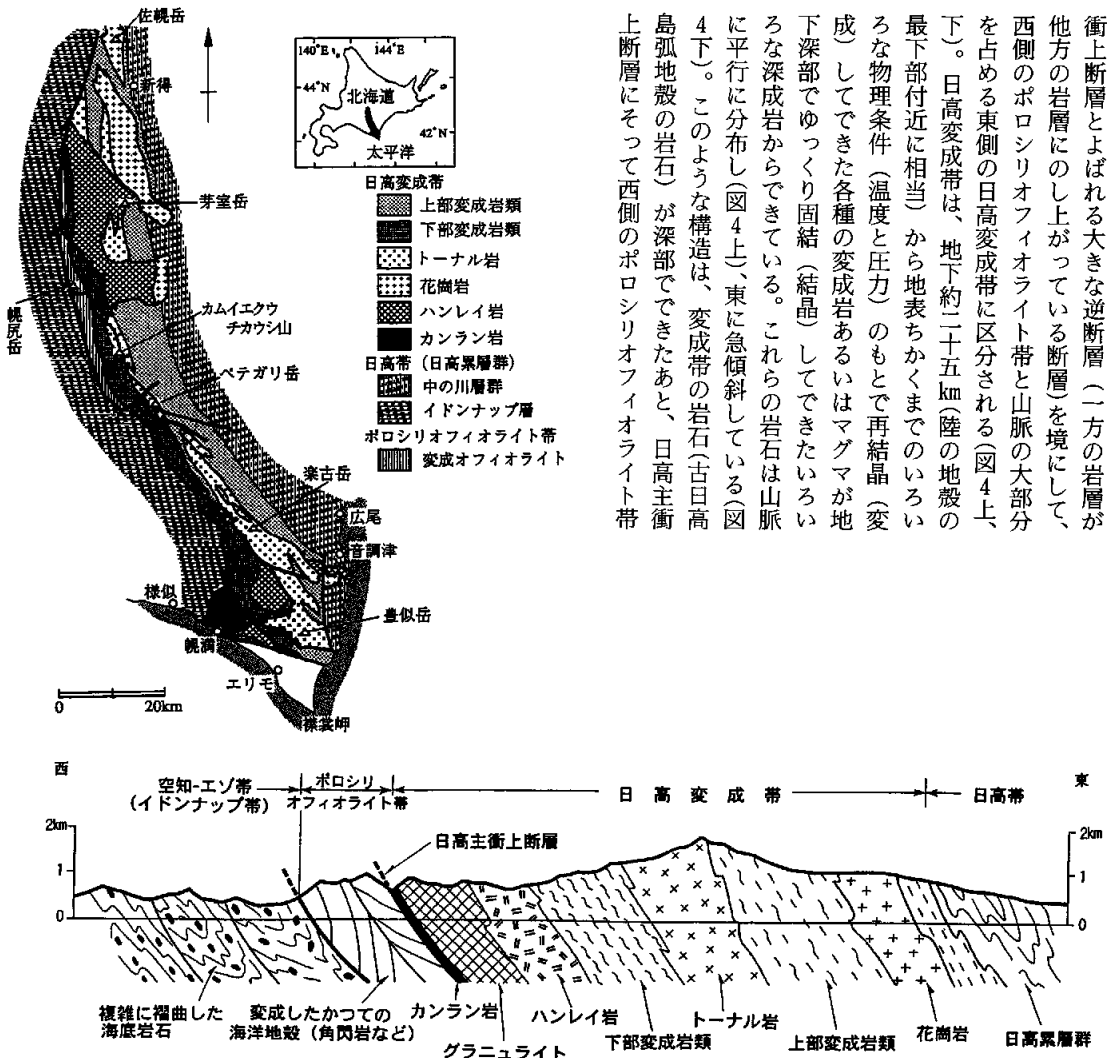 衝上断層とよばれる大きな逆断層（一方の岩層が
他方の岩層にのし上がっている断層）を境にして、
西側のポロシリオフィオライト帯と山脈の大部分
を占める東側の日高変成帯に区分される（図４上、
下）。日高変成帯は、地下約二十五㎞（陸の地殻の
最下部付近に相当）から地表ちかくまでのいろい
ろな物理条件（温度と圧力）のもとで再結晶（変
成）してできた各種の変成岩あるいはマグマが地
下深部でゆっくり固結（結晶）してできたいろい
ろな深成岩からできている。これらの岩石は山脈
に平行に分布し（図４上）、東に急傾斜している（図
４下）。このような構造は、変成帯の岩石（古日高
島弧地殻の岩石）が深部でできたあと、日高主衝
上断層にそって西側のポロシリオフィオライト帯
佐幌岳
新得
芽室岳
幌尻岳
カムイエクウ
チカウシ山
ペテガリ岳
楽古岳
広尾
音調津
様似
豊似岳
幌満
エリモ
襟裳岬
0 20km
140°E 144°E
44°N
北海道
42°N
太平洋
日高変成帯
上部変成岩類
下部変成岩類
トーナル岩
花崗岩
ハンレイ岩
カンラン岩
日高帯（日高累層群）
中の川層群
イドンナップ層
ポロシリオフィオライト帯
変成オフィオライト
西
空知-エゾ帯
（イドンナップ帯）
ポロシリ
オフィオライト帯
日高変成帯
日高帯
東
2km
1
0
日高主衝上断層
2km
1
0
複雑に褶曲した
海底岩石
変成したかつての
海洋地殻（角閃岩など）
カンラン岩
グラニュライト
ハンレイ岩
下部変成岩類
トーナル岩
上部変成岩類
花崗岩
日高累層群